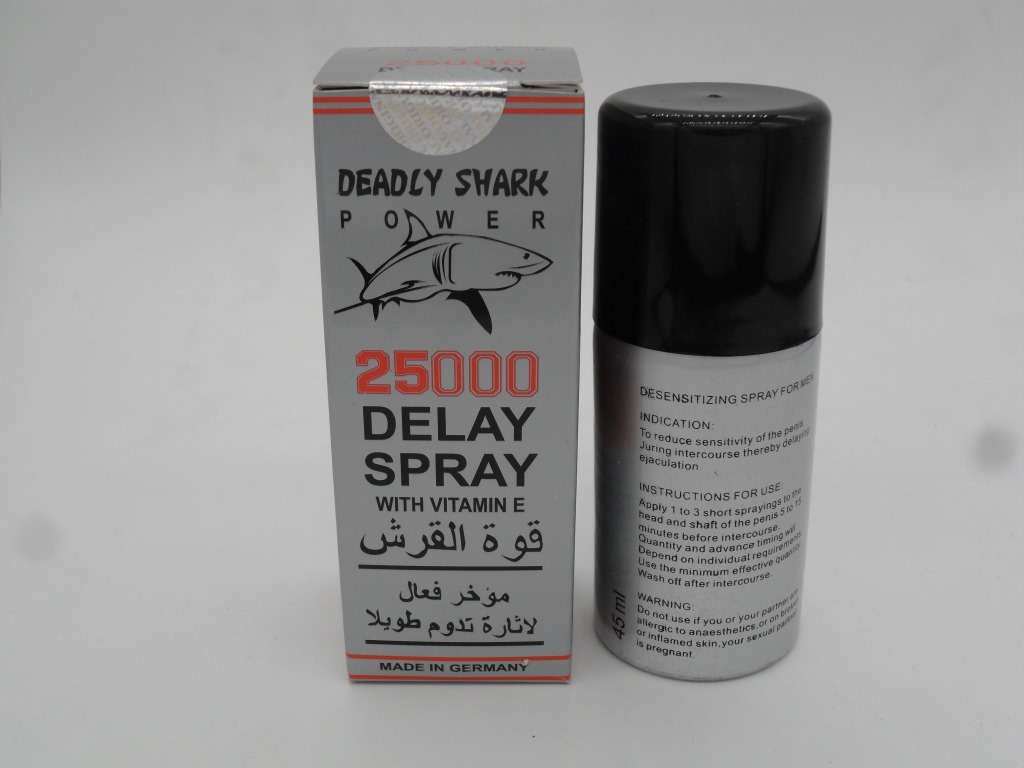 25000
DEADLY SHARK
POWER
25000
DELAY
SPRAY
WITH VITAMIN E
قوة القرش
مؤخر فعال
لاثارة تدوم طويلا
MADE IN GERMANY
DESENSITIZING SPRAY FOR MEN
INDICATION:
To reduce sensitivity of the penis
Juring intercourse thereby delaying
ejaculation.
INSTRUCTIONS FOR USE:
Apply 1 to 3 short sprayings to the
head and shaft of the penis 5 to 15
minutes before intercourse.
Quantity and advance timing will
Depend on individual requirements
Use the minimum effective quantity
Wash off after intercourse.
WARNING:
Do not use if you or your partner are
allergic to anaesthetics, or on broken
or inflamed skin, your sexual partner
is pregnant.
45 ml